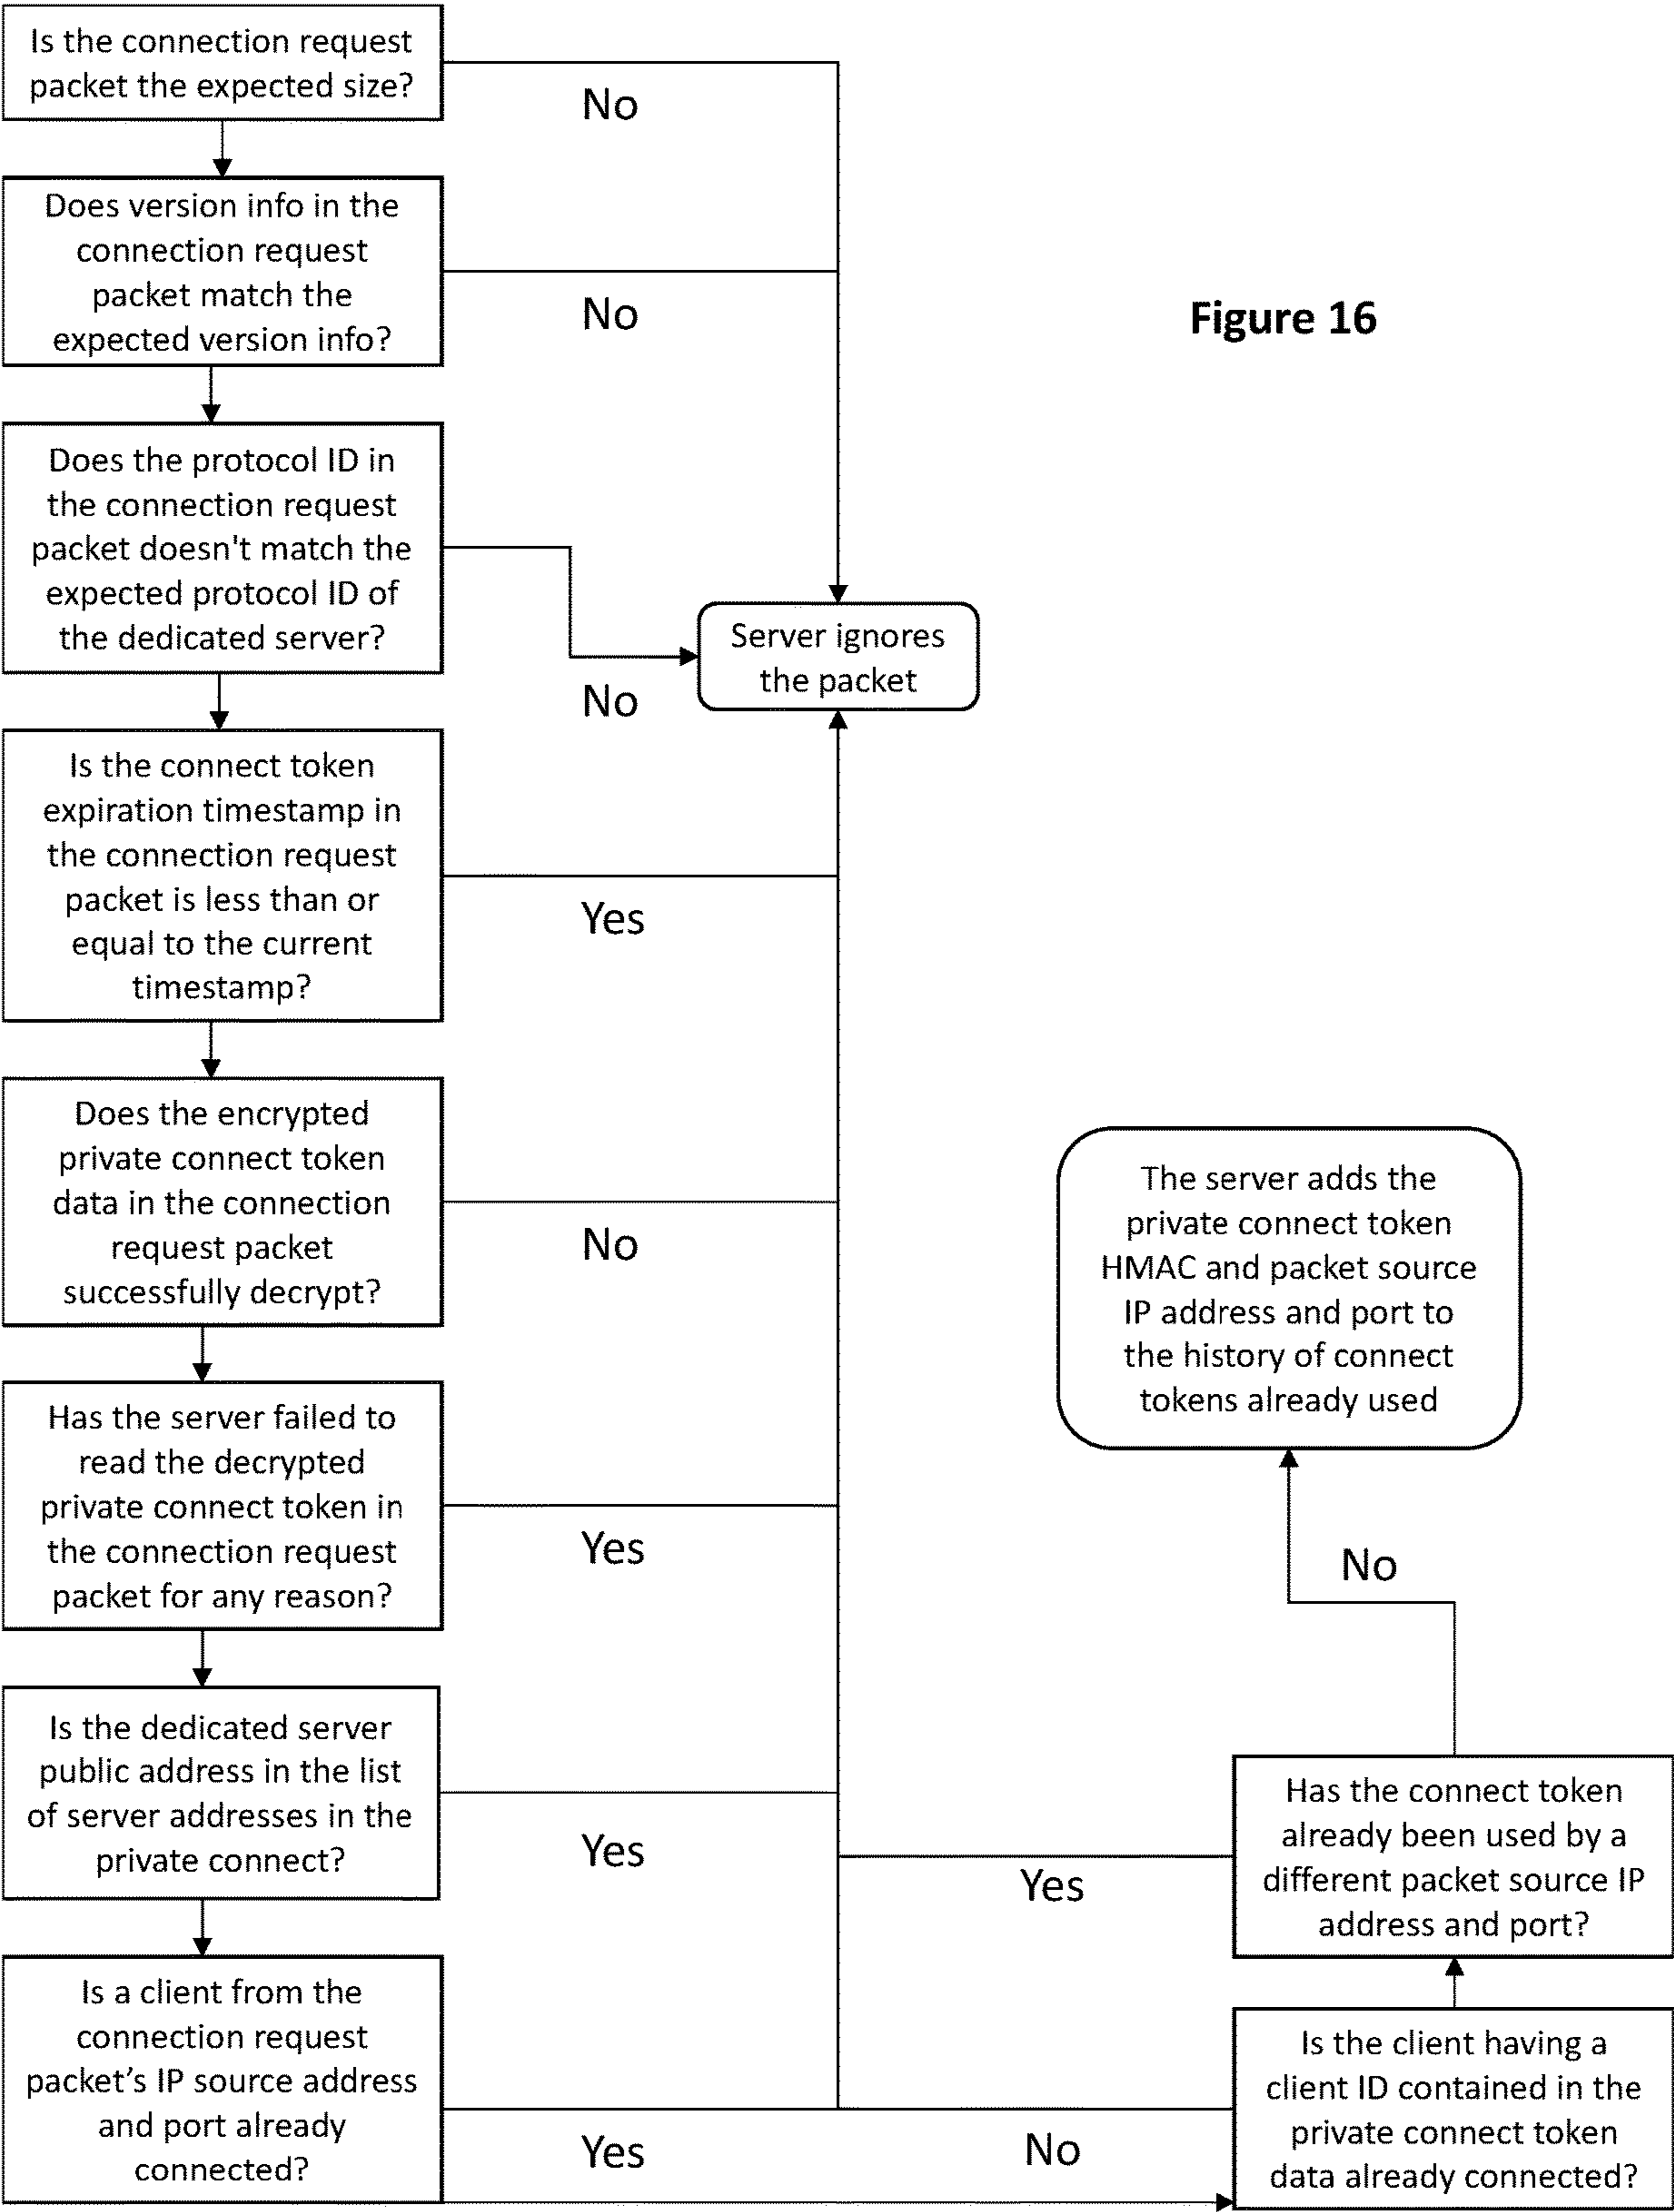 Is the connection request
packet the expected size?
No
Does version info in the
connection request
packet match the
expected version info?
No
Figure 16
Does the protocol ID in
the connection request
packet doesn't match the
expected protocol ID of
the dedicated server?
No
Server ignores
the packet
Is the connect token
expiration timestamp in
the connection request
packet is less than or
equal to the current
timestamp?
Yes
Does the encrypted
private connect token
data in the connection
request packet
successfully decrypt?
No
Has the server failed to
read the decrypted
private connect token in
the connection request
packet for any reason?
Yes
Is the dedicated server
public address in the list
of server addresses in the
private connect?
Yes
Is a client from the
connection request
packet’s IP source address
and port already
connected?
Yes
No
Is the client having a
client ID contained in the
private connect token
data already connected?
Yes
Has the connect token
already been used by a
different packet source IP
address and port?
No
The server adds the
private connect token
HMAC and packet source
IP address and port to
the history of connect
tokens already used